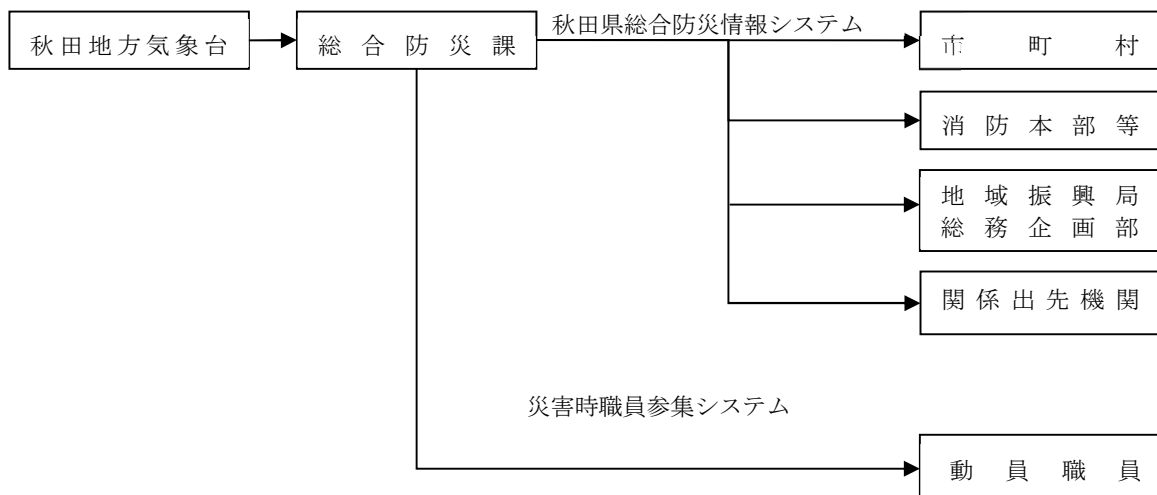 秋田地方気象台
総合防災課
秋田県総合防災情報システム
市町村
消防本部等
地域振興局
総務企画部
関係出先機関
災害時職員参集システム
動員職員